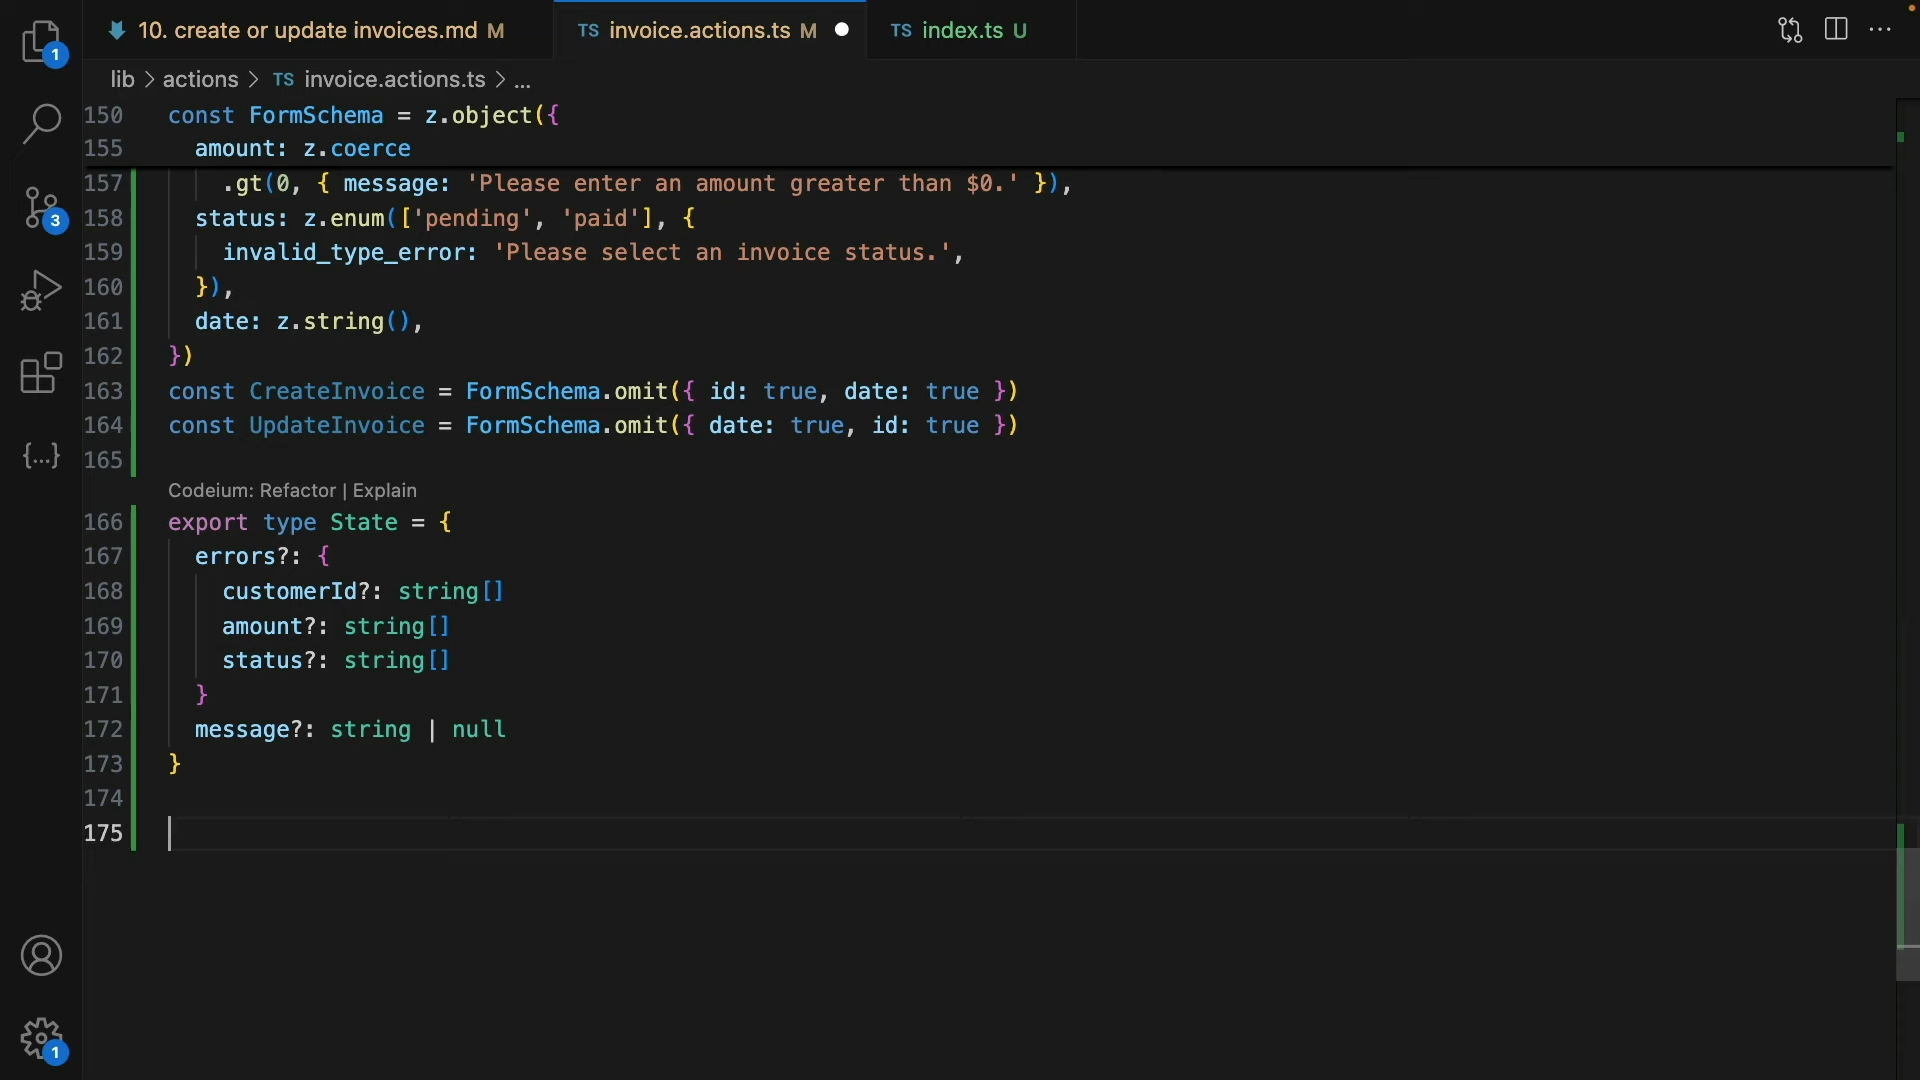 10. create or update invoices.md M
TS invoice.actions.ts M
TS index.ts U
lib > actions > TS invoice.actions.ts > ...
150 const FormSchema = z.object({
155 amount: z.coerce
157 .gt(0, { message: 'Please enter an amount greater than $0.' }),
158 status: z.enum(['pending', 'paid'], {
159 invalid_type_error: 'Please select an invoice status.',
160 }),
161 date: z.string(),
162 })
163 const CreateInvoice = FormSchema.omit({ id: true, date: true })
164 const UpdateInvoice = FormSchema.omit({ date: true, id: true })
165
Codeium: Refactor | Explain
166 export type State = {
167 errors?: {
168 customerId?: string[]
169 amount?: string[]
170 status?: string[]
171 }
172 message?: string | null
173 }
174
175
1
3
{...}
1